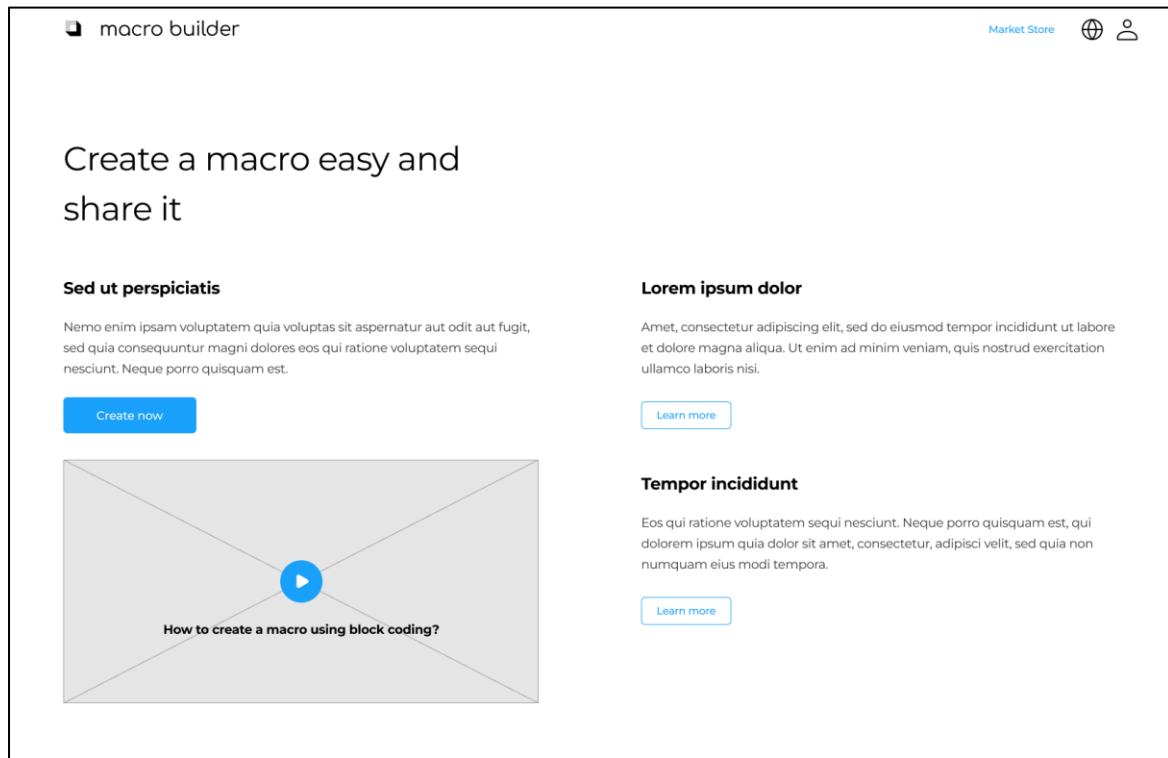 macro builder
Market Store
Create a macro easy and
share it
Sed ut perspiciatis
Nemo enim ipsam voluptatem quia voluptas sit aspernatur aut odit aut fugit,
sed quia consequuntur magni dolores eos qui ratione voluptatem sequi
nesciunt. Neque porro quisquam est.
Create now
How to create a macro using block coding?
Lorem ipsum dolor
Amet, consectetur adipiscing elit, sed do eiusmod tempor incididunt ut labore
et dolore magna aliqua. Ut enim ad minim veniam, quis nostrud exercitation
ullamco laboris nisi.
Learn more
Tempor incididunt
Eos qui ratione voluptatem sequi nesciunt. Neque porro quisquam est, qui
dolorem ipsum quia dolor sit amet, consectetur, adipisci velit, sed quia non
numquam eius modi tempora.
Learn more